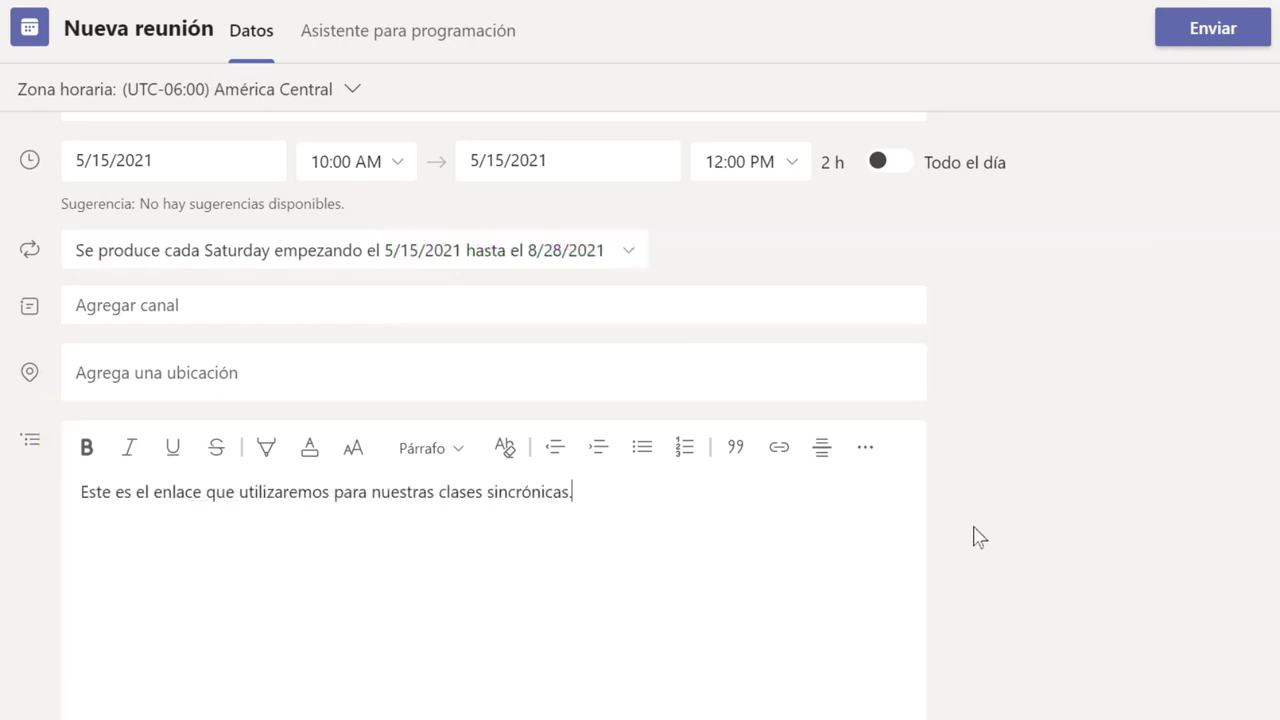 Nueva reunión Datos Asistente para programación Enviar
Zona horaria: (UTC-06:00) América Central
5/15/2021 10:00 AM 5/15/2021 12:00 PM 2 h Todo el día
Sugerencia: No hay sugerencias disponibles.
Se produce cada Saturday empezando el 5/15/2021 hasta el 8/28/2021
Agregar canal
Agrega una ubicación
Párrafo
Este es el enlace que utilizaremos para nuestras clases sincrónicas.